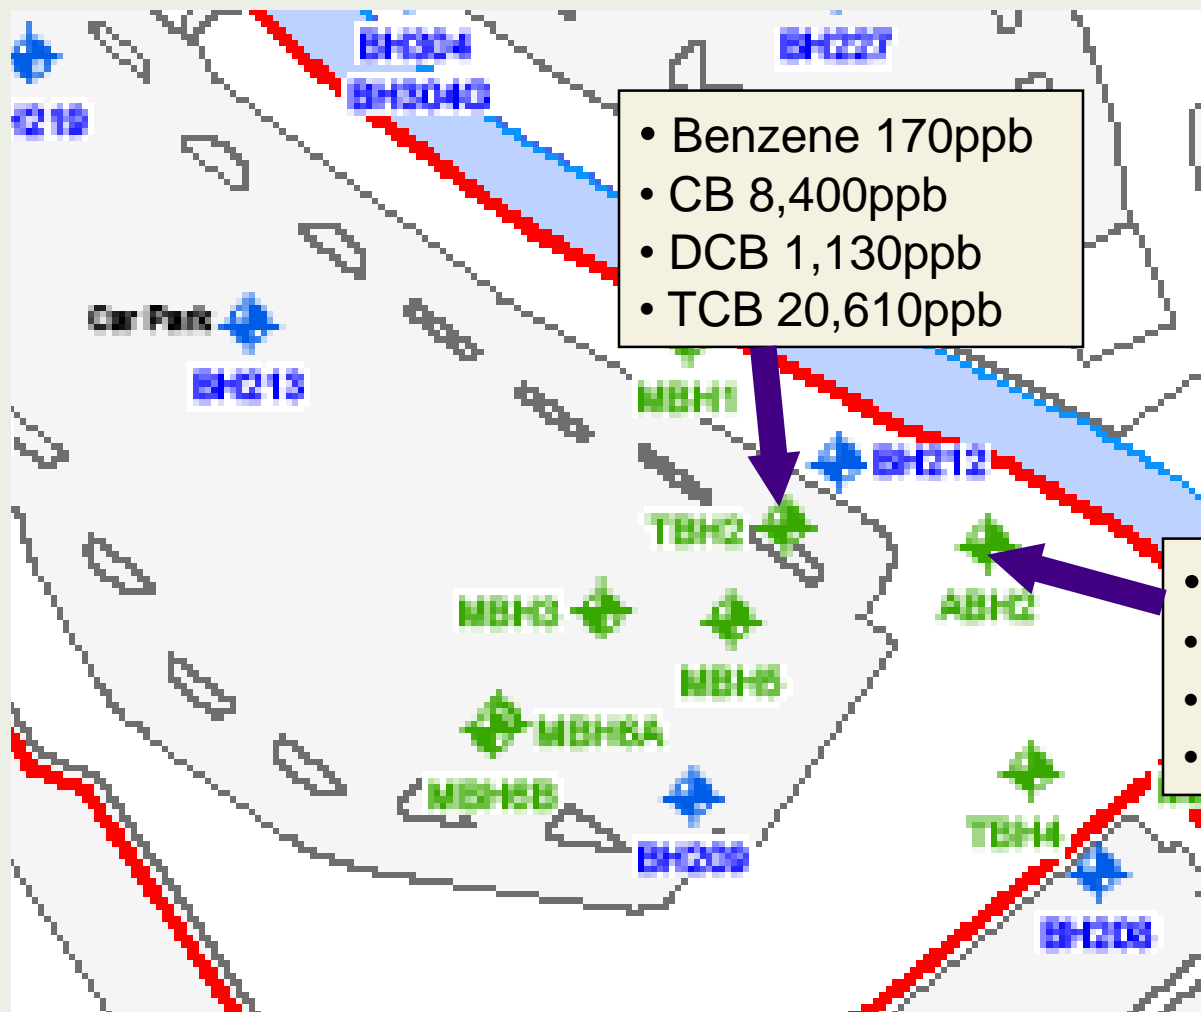 BH304
BH227
BH304G
H219
• Benzene 170ppb
• CB 8,400ppb
• DCB 1,130ppb
• TCB 20,610ppb
Car Park
BH213
MBH1
BH212
TBH2
ABH2
MBH3
MBH5
MBH6A
MBH6B
TBH4
BH209
BH208
•
•
•
•